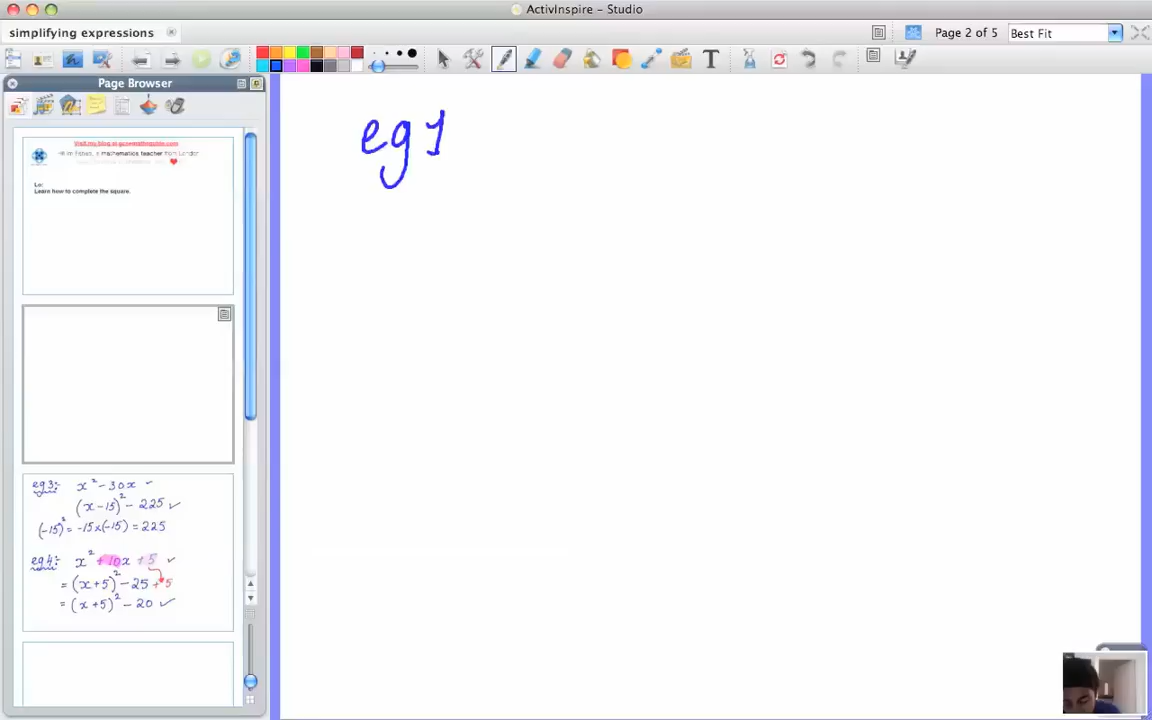 ActivInspire – Studio
simplifying expressions
Page 2 of 5
Best Fit
Page Browser
Lo:
Learn how to complete the square.
eg3: x² - 30x ✓
(x-15)² - 225 ✓
(-15)² = -15×(-15) = 225
eg4: x² + 10x + 5 ✓
= (x+5)² - 25 + 5
= (x+5)² - 20 ✓
eg 1